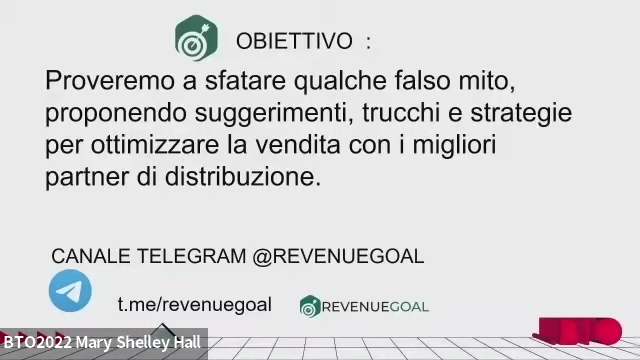 OBIETTIVO :
Proveremo a sfatare qualche falso mito,
proponendo suggerimenti, trucchi e strategie
per ottimizzare la vendita con i migliori
partner di distribuzione.
CANALE TELEGRAM @REVENUEGOAL
t.me/revenuegoal
REVENUEGOAL
BTO2022 Mary Shelley Hall
BTO